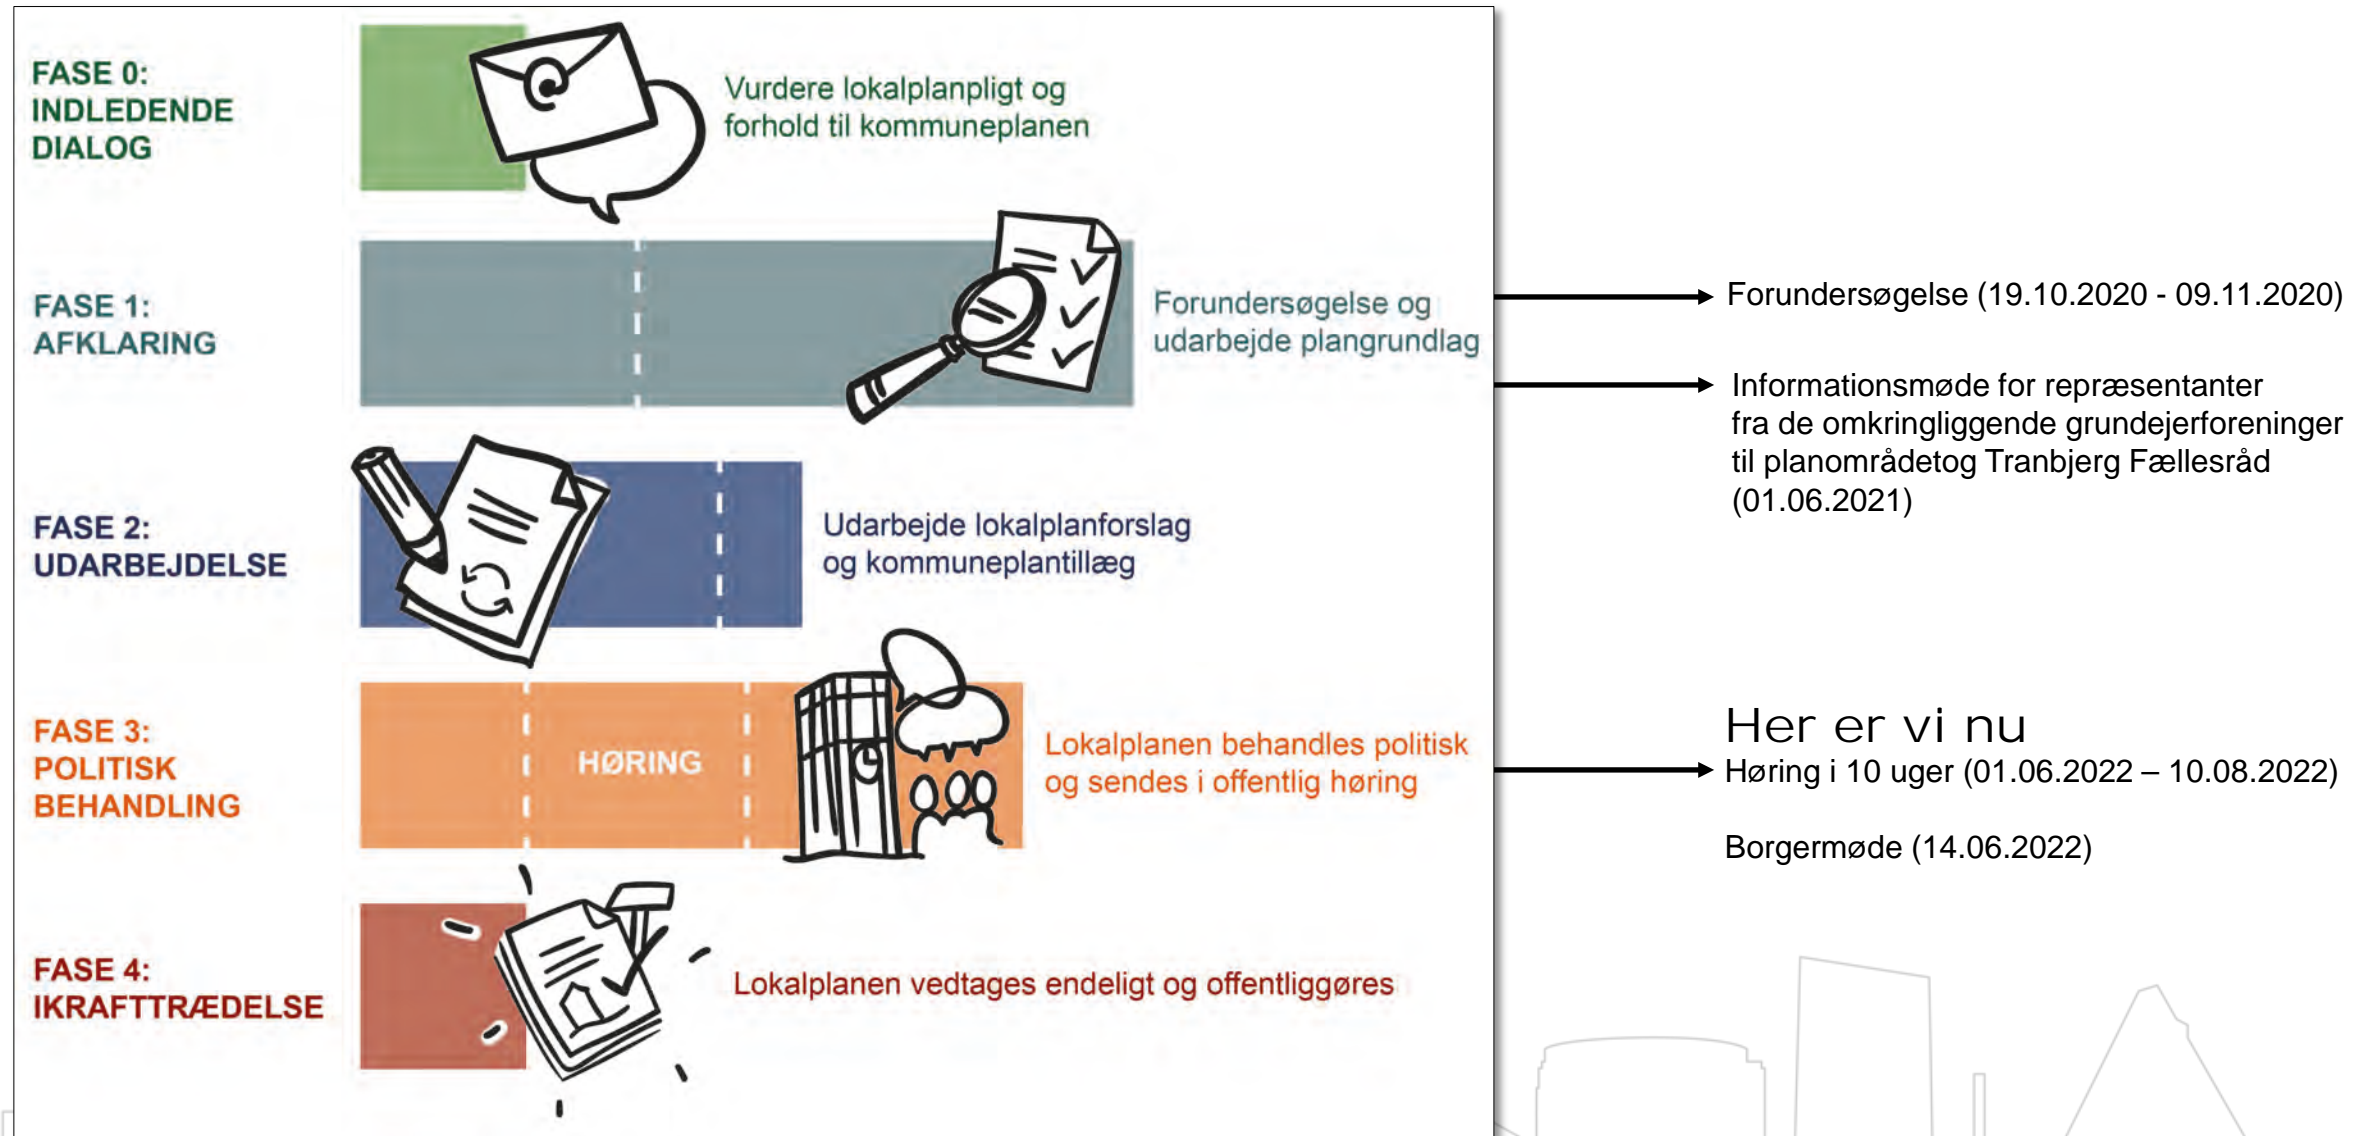 FASE 0:
INDLEDENDE
DIALOG
Vurdere lokalplanpligt og
forhold til kommuneplanen
FASE 1:
AFKLARING
Forundersøgelse og
udarbejde plangrundlag
Forundersøgelse (19.10.2020 - 09.11.2020)
Informationsmøde for repræsentanter
fra de omkringliggende grundejerforeninger
til planområdetog Tranbjerg Fællesråd
(01.06.2021)
FASE 2:
UDARBEJDELSE
Udarbejde lokalplanforslag
og kommuneplantillæg
FASE 3:
POLITISK
BEHANDLING
HØRING
Lokalplanen behandles politisk
og sendes i offentlig høring
Her er vi nu
Høring i 10 uger (01.06.2022 – 10.08.2022)
Borgermøde (14.06.2022)
FASE 4:
IKRAFTTRÆDELSE
Lokalplanen vedtages endeligt og offentliggøres